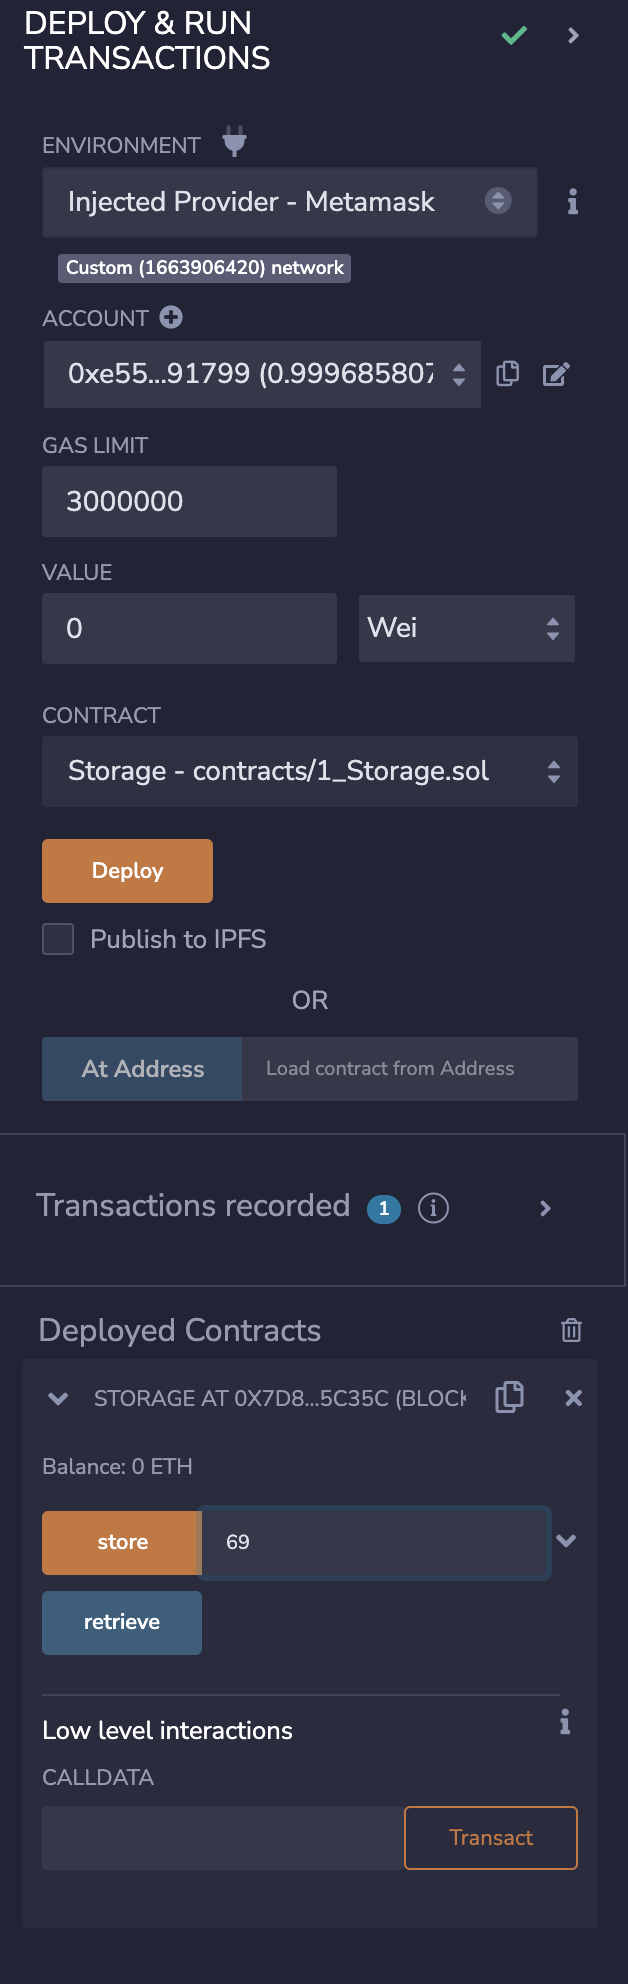 DEPLOY & RUN
TRANSACTIONS
ENVIRONMENT
Injected Provider - Metamask
Custom (1663906420) network
ACCOUNT
0xe55...91799 (0.999685807
GAS LIMIT
3000000
VALUE
0 Wei
CONTRACT
Storage - contracts/1_Storage.sol
Deploy
Publish to IPFS
OR
At Address Load contract from Address
Transactions recorded 1
Deployed Contracts
STORAGE AT 0X7D8...5C35C (BLOCK
Balance: 0 ETH
store 69
retrieve
Low level interactions
CALLDATA
Transact